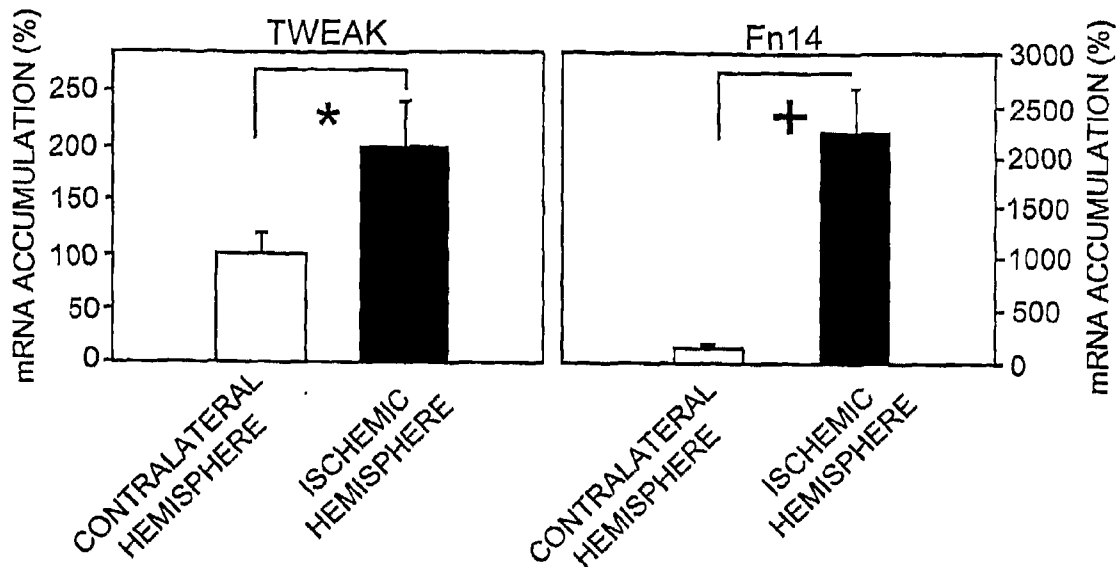 TWEAK
mRNA ACCUMULATION (%)
250
200
150
100
50
0
*
CONTRALATERAL
HEMISPHERE
ISCHEMIC
HEMISPHERE
Fn14
+
3000
2500
2000
1500
1000
500
0
mRNA ACCUMULATION (%)
CONTRALATERAL
HEMISPHERE
ISCHEMIC
HEMISPHERE